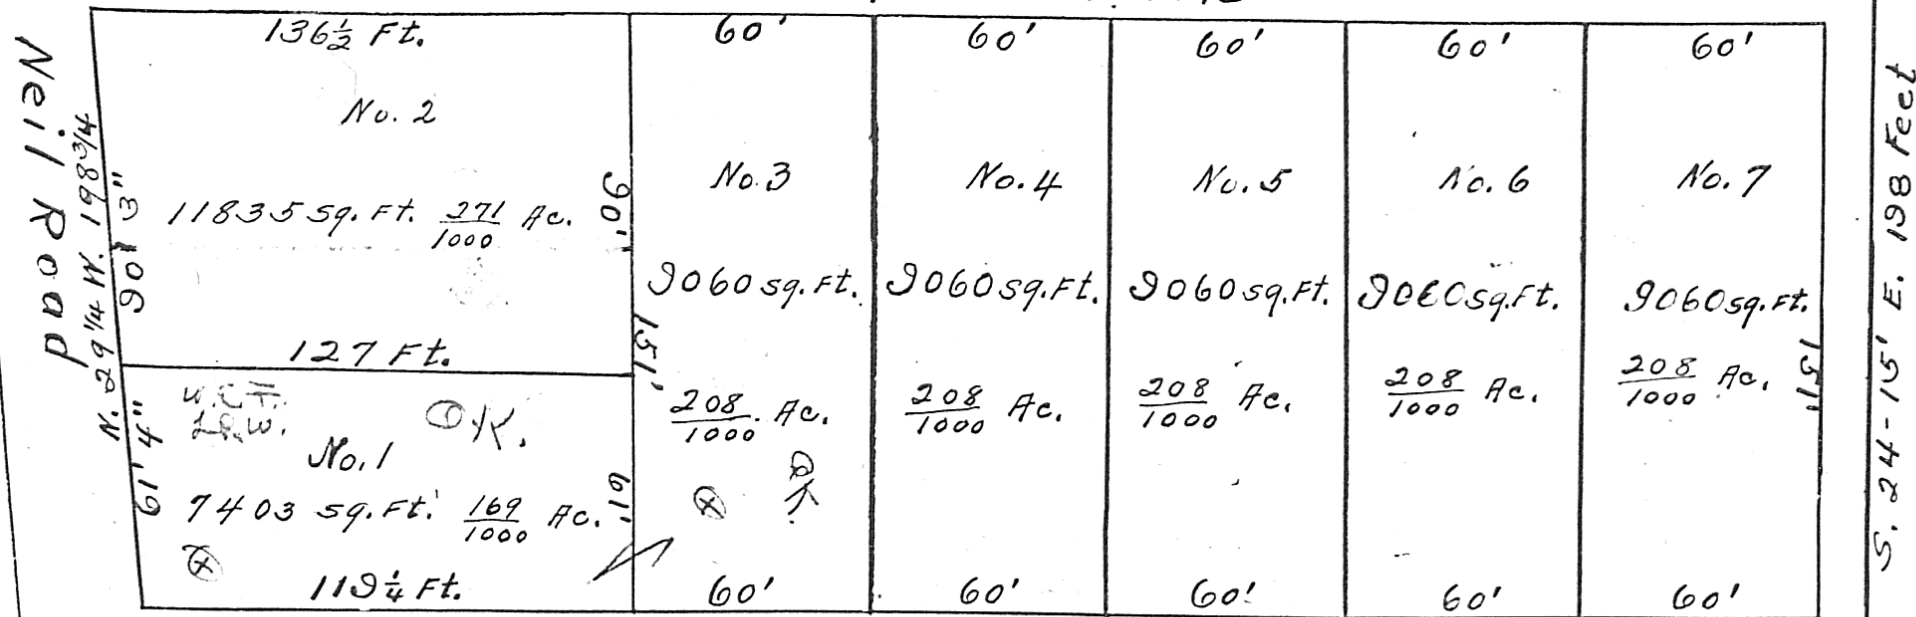 Neil Road
N. 29 1/4 W. 198 3/4
136½ Ft.
No. 2
90' 3"
11835 sq. Ft. 271/1000 Ac.
90'
127 Ft.
61' 4"
W.C.F.
O.K.
No. 1
7403 sq. Ft. 169/1000 Ac.
61'
119¼ Ft.
60'
No. 3
9060 sq. Ft.
151'
208/1000 Ac.
O.K.
60'
60'
No. 4
9060 sq. Ft.
208/1000 Ac.
60'
60'
No. 5
9060 sq. Ft.
208/1000 Ac.
60'
60'
No. 6
9060 sq. Ft.
208/1000 Ac.
60'
60'
No. 7
9060 sq. Ft.
151'
208/1000 Ac.
60'
S. 24-15' E. 198 Feet